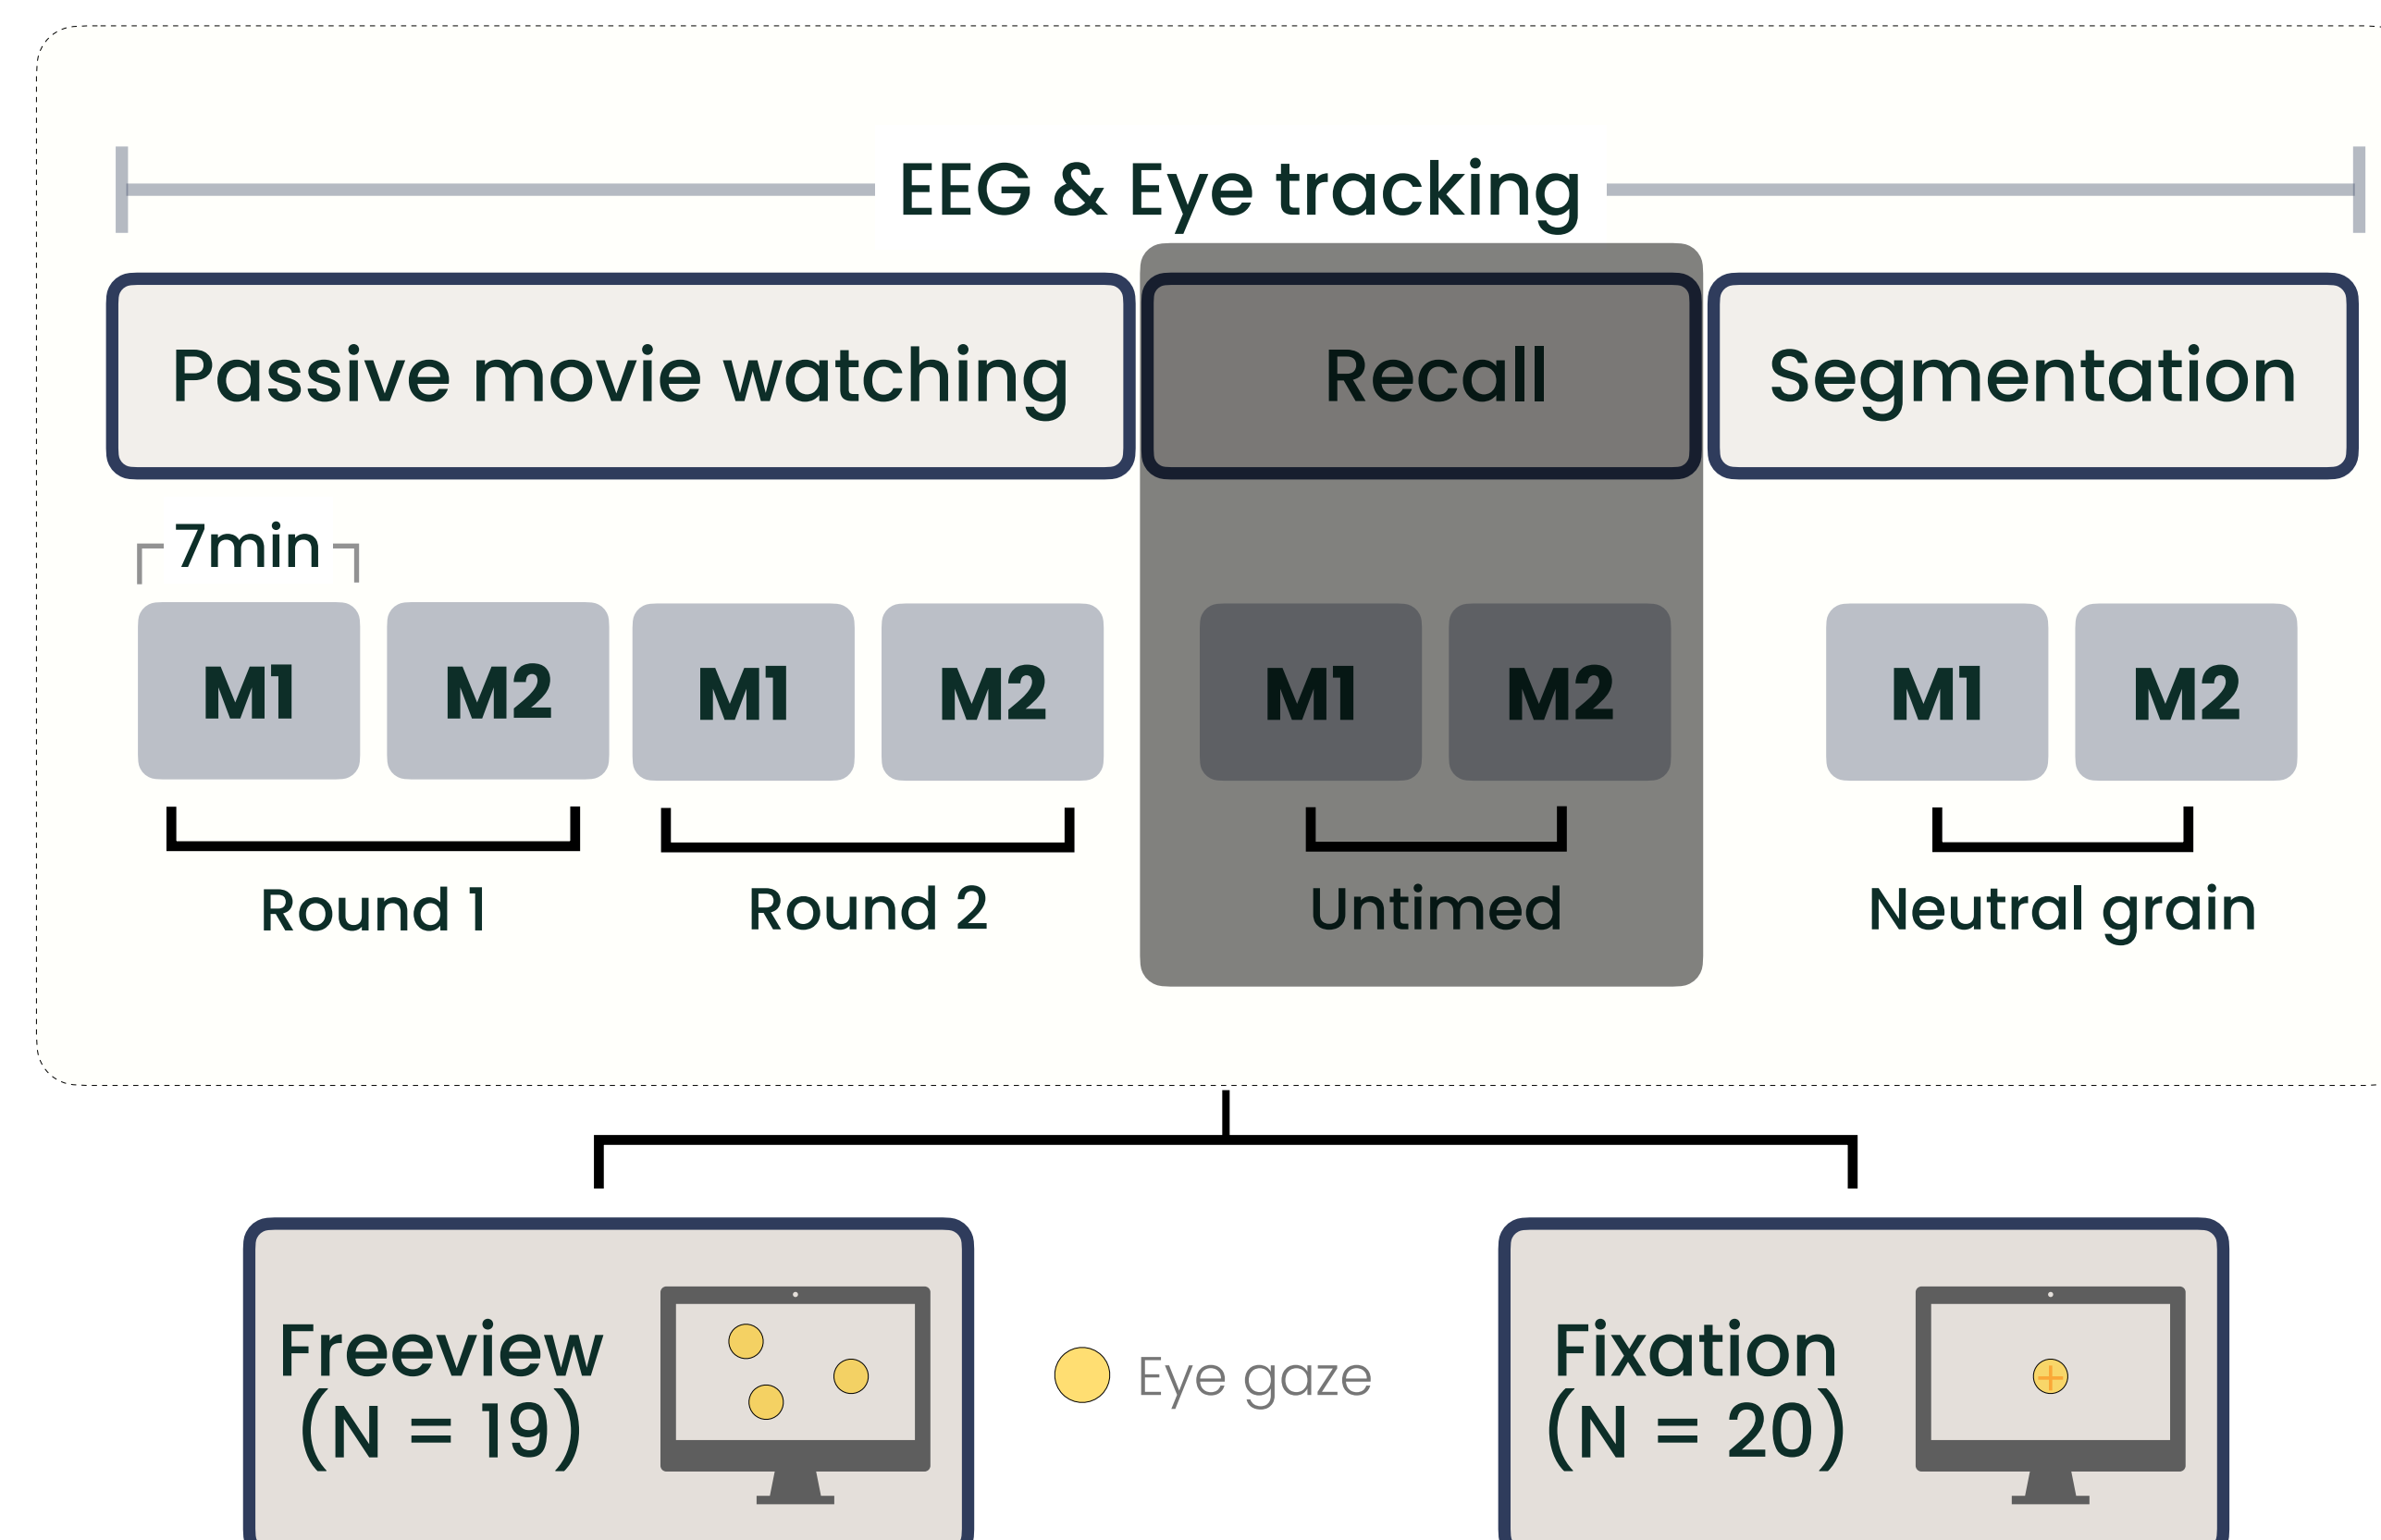 EEG & Eye tracking
Passive movie watching
Recall
Segmentation
7min
M1
M2
M1
M2
M1
M2
M1
M2
Round 1
Round 2
Untimed
Neutral grain
Freeview
(N = 19)
Eye gaze
Fixation
(N = 20)